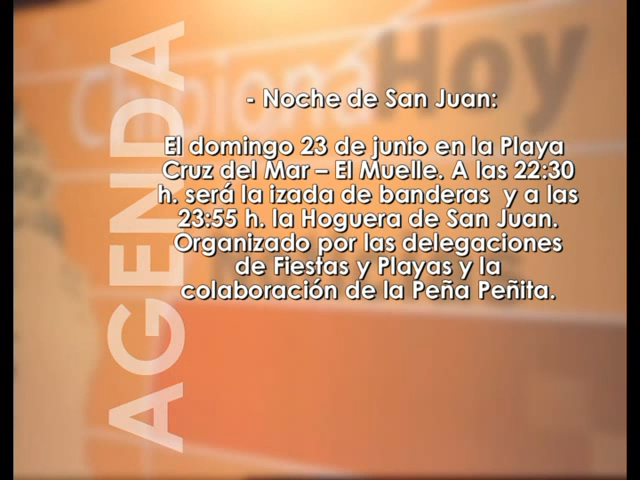 AGENDA
Chipiona Hoy
- Noche de San Juan:
El domingo 23 de junio en la Playa
Cruz del Mar – El Muelle. A las 22:30
h. será la izada de banderas y a las
23:55 h. la Hoguera de San Juan.
Organizado por las delegaciones
de Fiestas y Playas y la
colaboración de la Peña Peñita.